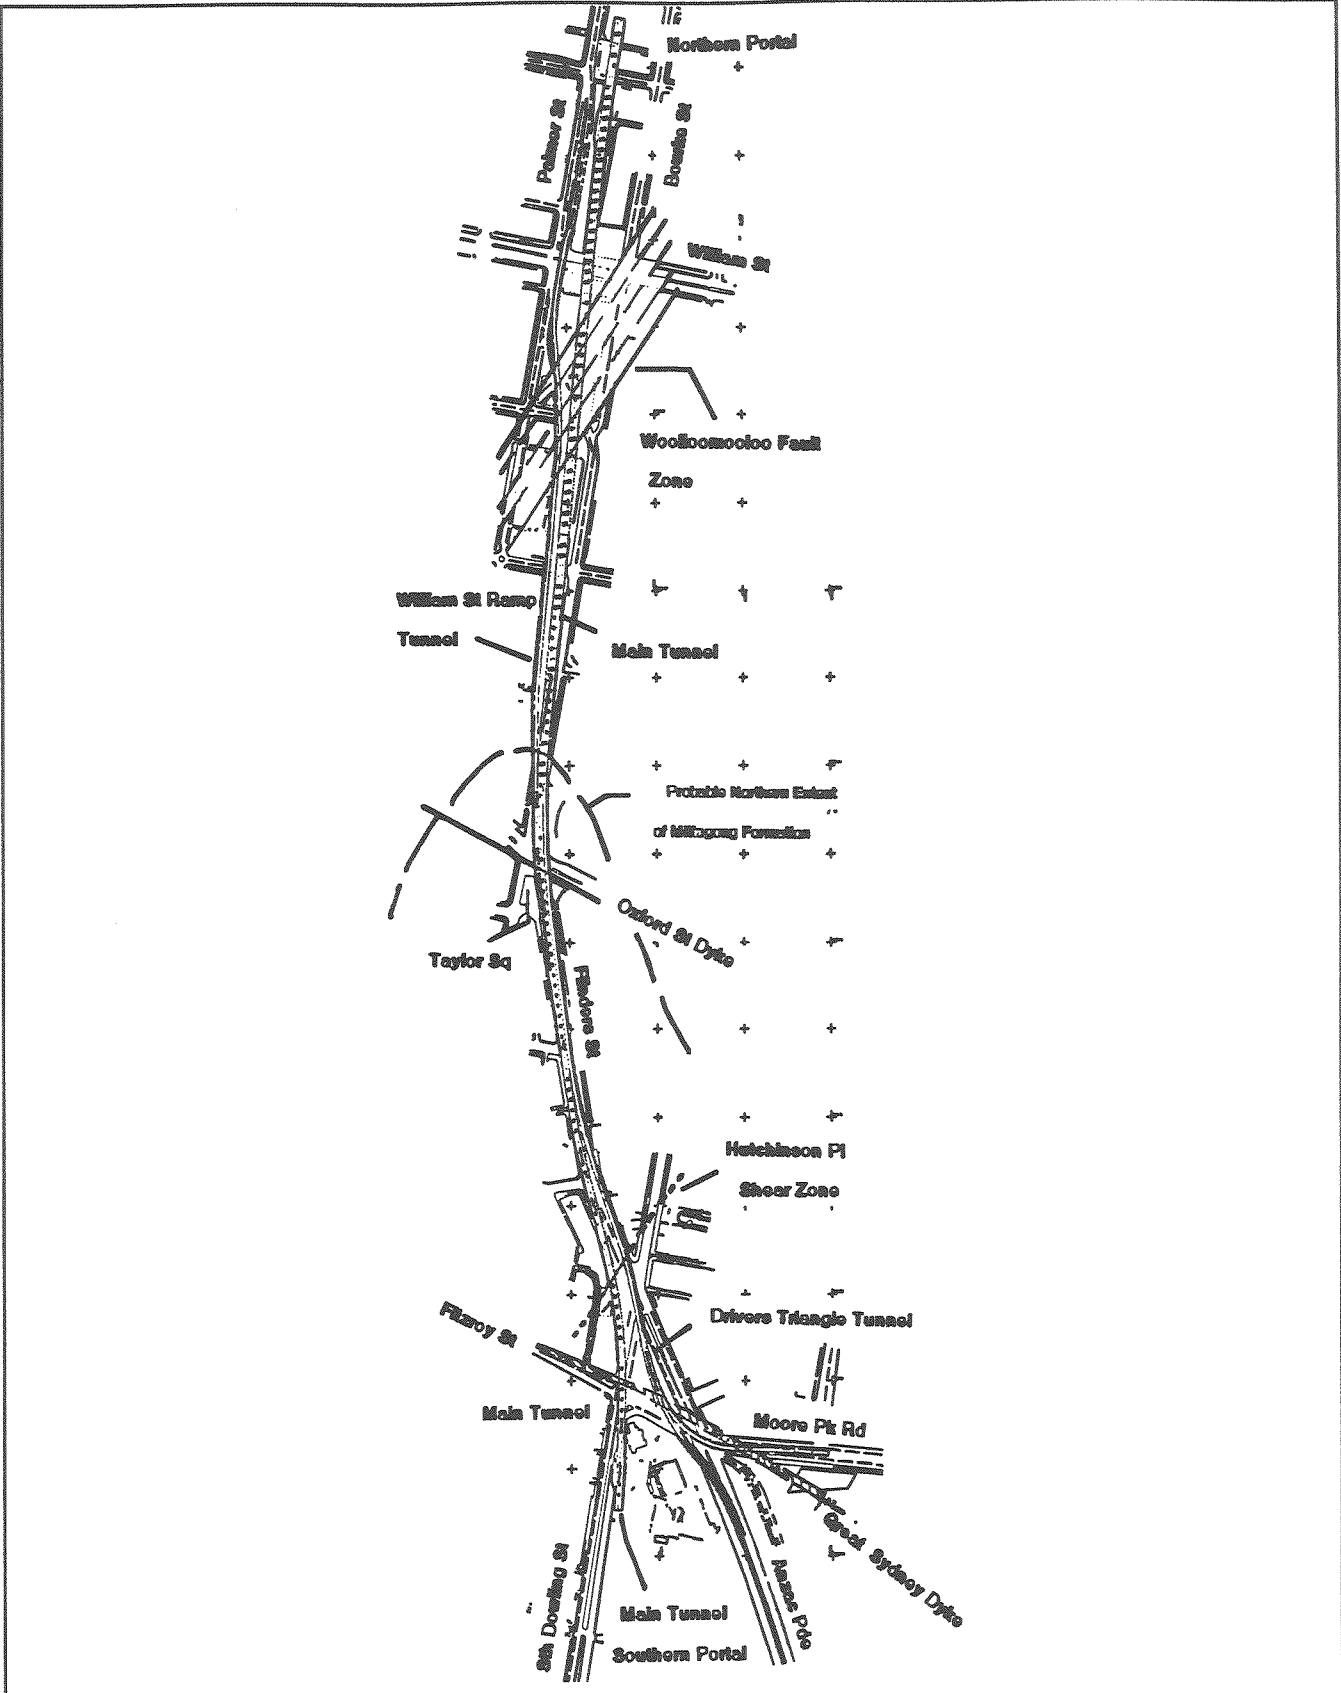 Northern Portal
Palmer St
Bourke St
William St
Woolloomooloo Fault
Zone
William St Ramp
Tunnel
Main Tunnel
Probable Northern Extent
of Mittagong Formation
Oxford St Dyke
Taylor Sq
Flinders St
Hutchinson Pl
Shear Zone
Drivers Triangle Tunnel
Fitzroy St
Main Tunnel
Moore Pk Rd
Great Sydney Dyke
Sth Dowling St
Anzac Pde
Main Tunnel
Southern Portal